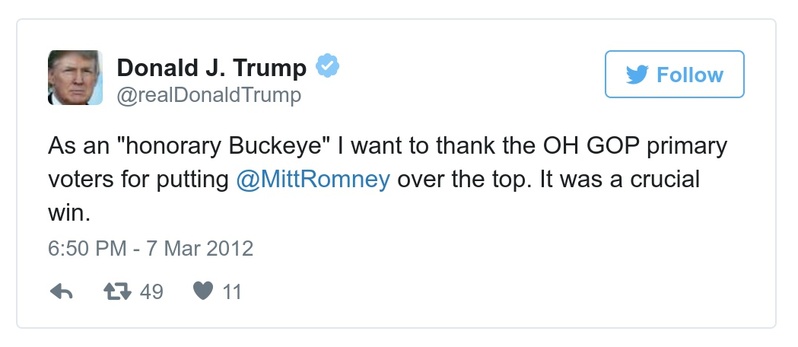 Donald J. Trump
@realDonaldTrump
Follow
As an "honorary Buckeye" I want to thank the OH GOP primary
voters for putting @MittRomney over the top. It was a crucial
win.
6:50 PM - 7 Mar 2012
49 11